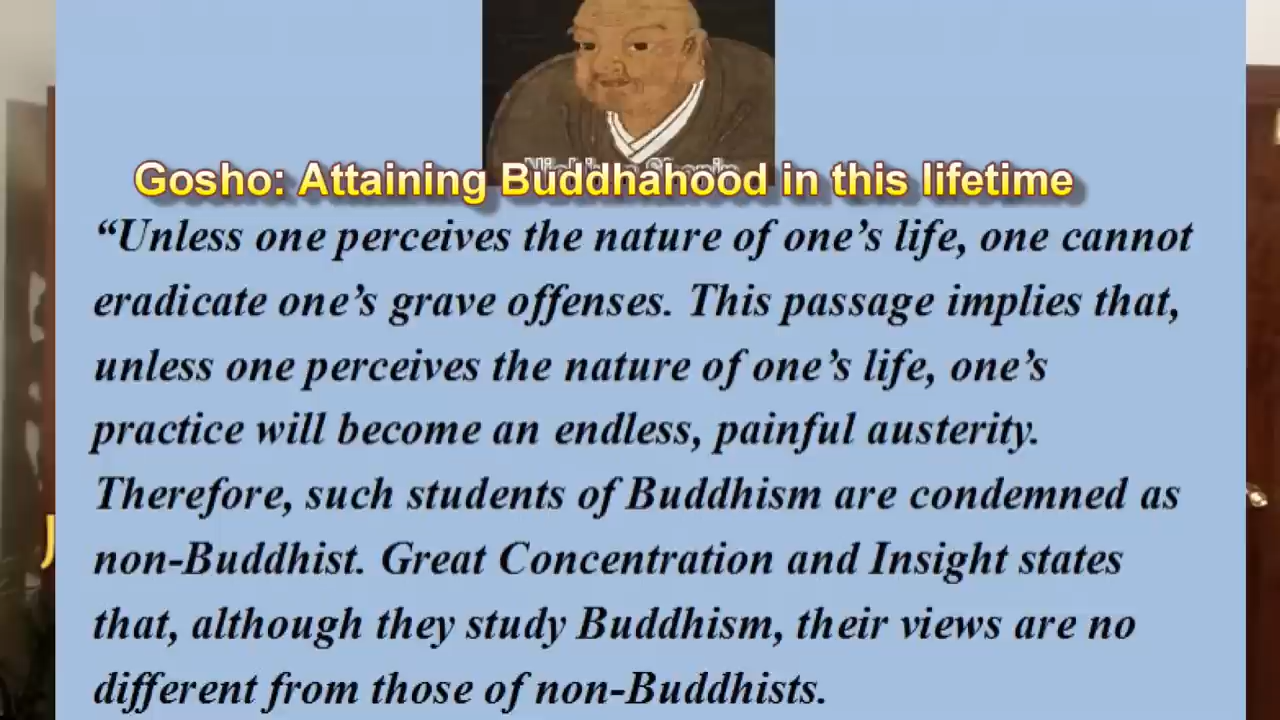 Gosho: Attaining Buddhahood in this lifetime
“Unless one perceives the nature of one’s life, one cannot
eradicate one’s grave offenses. This passage implies that,
unless one perceives the nature of one’s life, one’s
practice will become an endless, painful austerity.
Therefore, such students of Buddhism are condemned as
non-Buddhist. Great Concentration and Insight states
that, although they study Buddhism, their views are no
different from those of non-Buddhists.